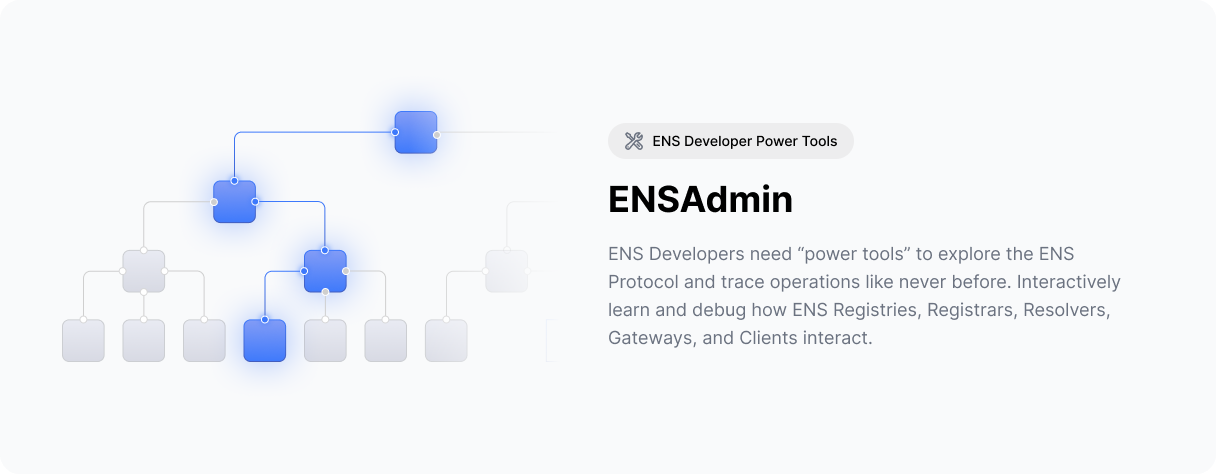 ENS Developer Power Tools
ENSAdmin
ENS Developers need “power tools” to explore the ENS
Protocol and trace operations like never before. Interactively
learn and debug how ENS Registries, Registrars, Resolvers,
Gateways, and Clients interact.